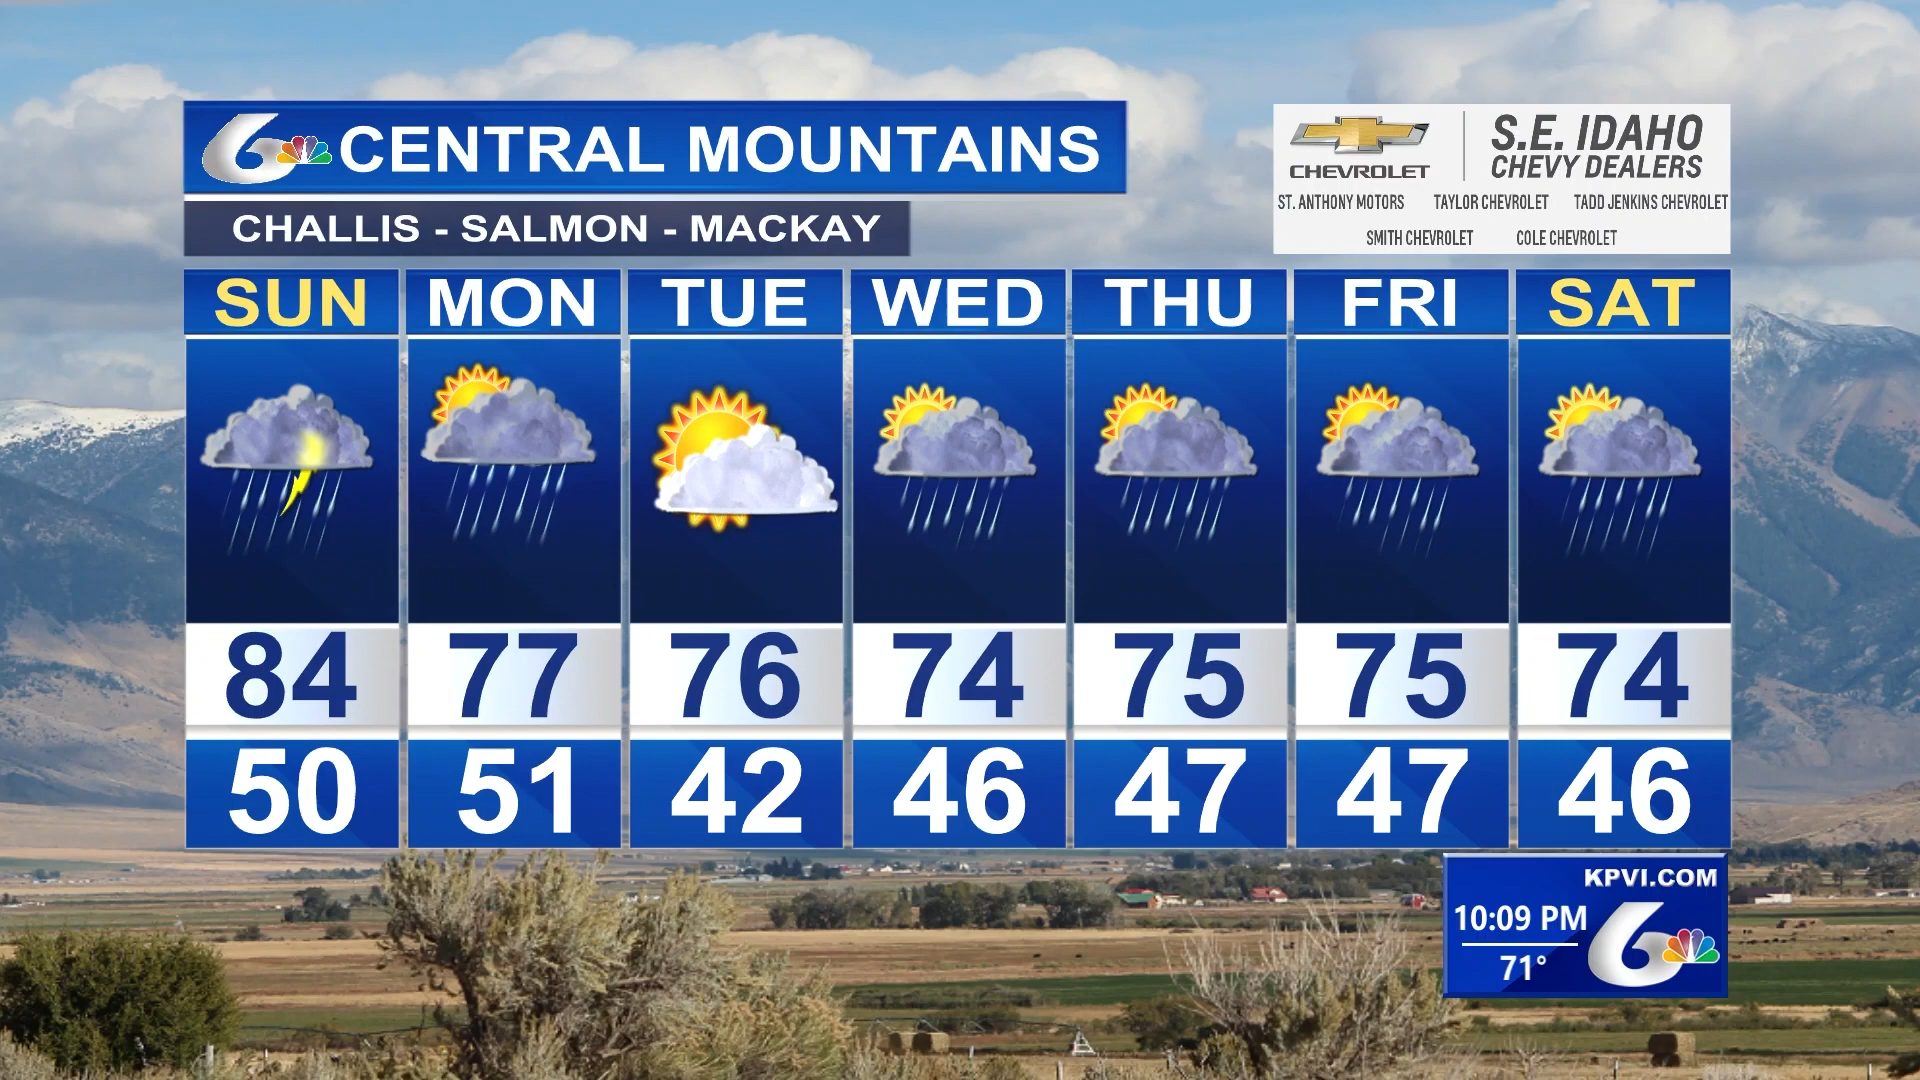 6 CENTRAL MOUNTAINS
CHALLIS - SALMON - MACKAY
CHEVROLET
S.E. IDAHO
CHEVY DEALERS
ST. ANTHONY MOTORS TAYLOR CHEVROLET TADD JENKINS CHEVROLET
SMITH CHEVROLET COLE CHEVROLET
SUN MON TUE WED THU FRI SAT
84 77 76 74 75 75 74
50 51 42 46 47 47 46
KPVI.COM
10:09 PM
71°
6